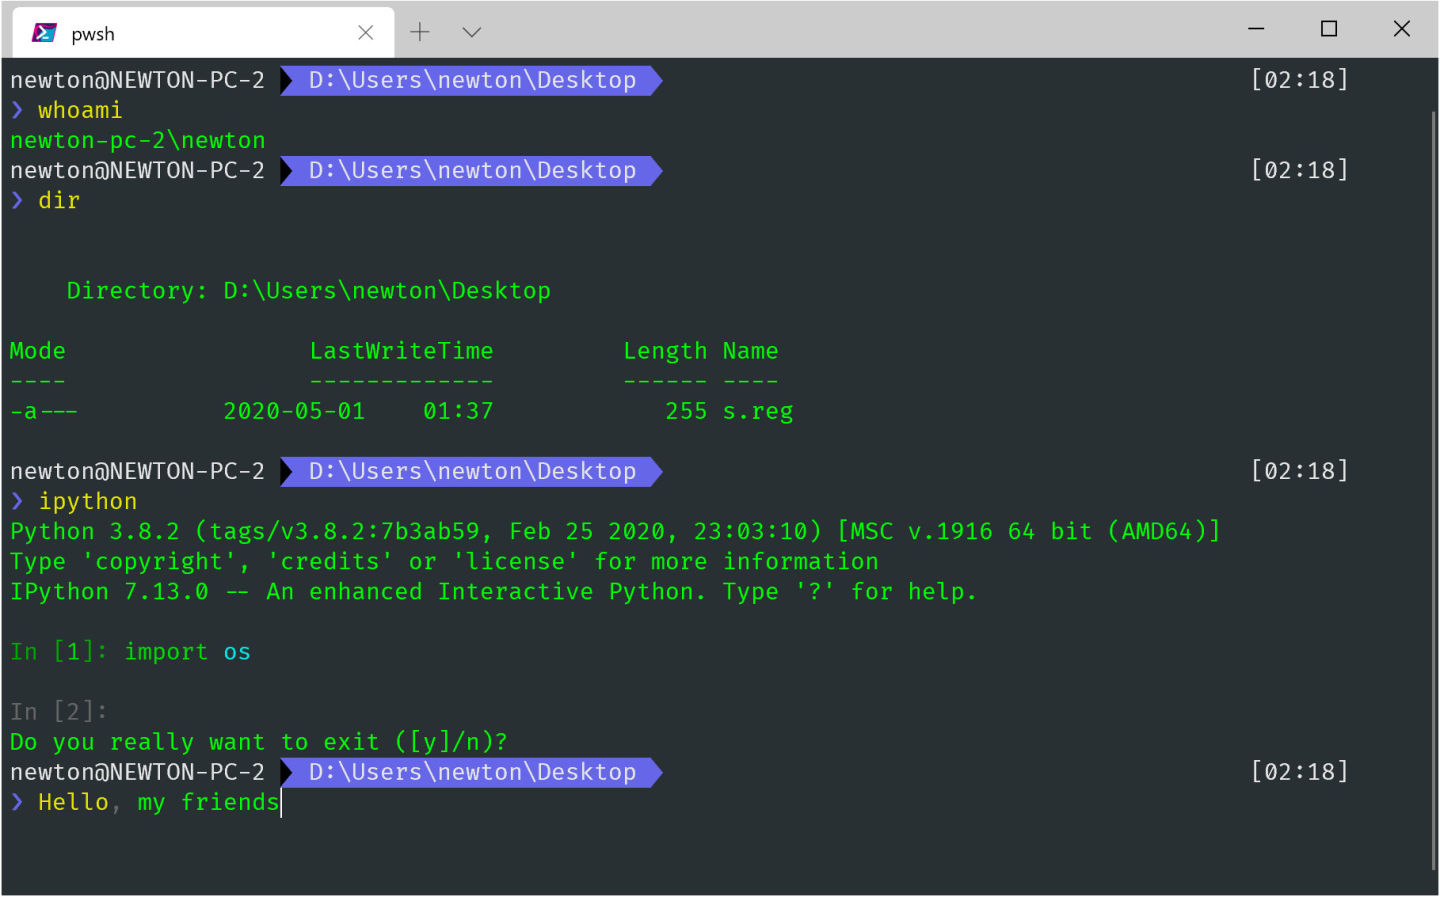 pwsh
newton@NEWTON-PC-2 D:\Users\newton\Desktop [02:18]
❯ whoami
newton-pc-2\newton
newton@NEWTON-PC-2 D:\Users\newton\Desktop [02:18]
❯ dir
Directory: D:\Users\newton\Desktop
Mode LastWriteTime Length Name
---- ------------- ------ ----
-a--- 2020-05-01 01:37 255 s.reg
newton@NEWTON-PC-2 D:\Users\newton\Desktop [02:18]
❯ ipython
Python 3.8.2 (tags/v3.8.2:7b3ab59, Feb 25 2020, 23:03:10) [MSC v.1916 64 bit (AMD64)]
Type 'copyright', 'credits' or 'license' for more information
IPython 7.13.0 -- An enhanced Interactive Python. Type '?' for help.
In [1]: import os
In [2]:
Do you really want to exit ([y]/n)?
newton@NEWTON-PC-2 D:\Users\newton\Desktop [02:18]
❯ Hello, my friends